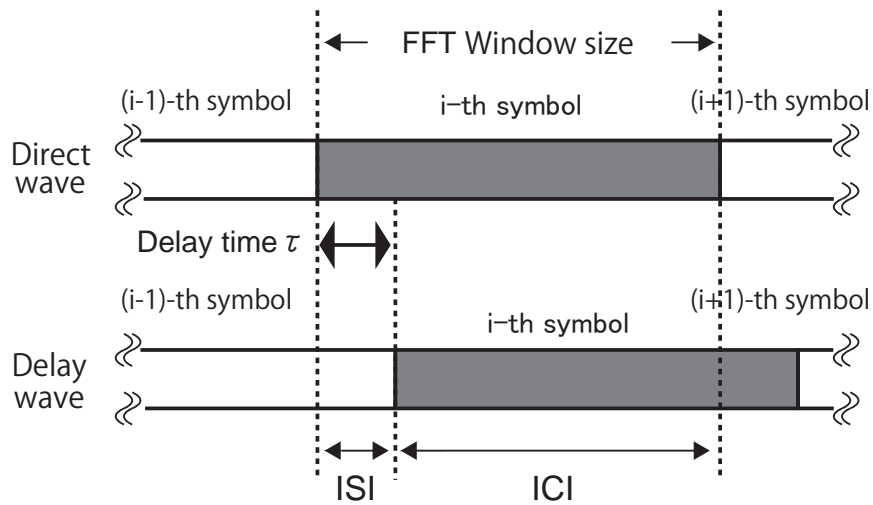 FFT Window size
(i-1)-th symbol
i-th symbol
(i+1)-th symbol
Direct
wave
Delay time τ
(i-1)-th symbol
i-th symbol
(i+1)-th symbol
Delay
wave
ISI
ICI